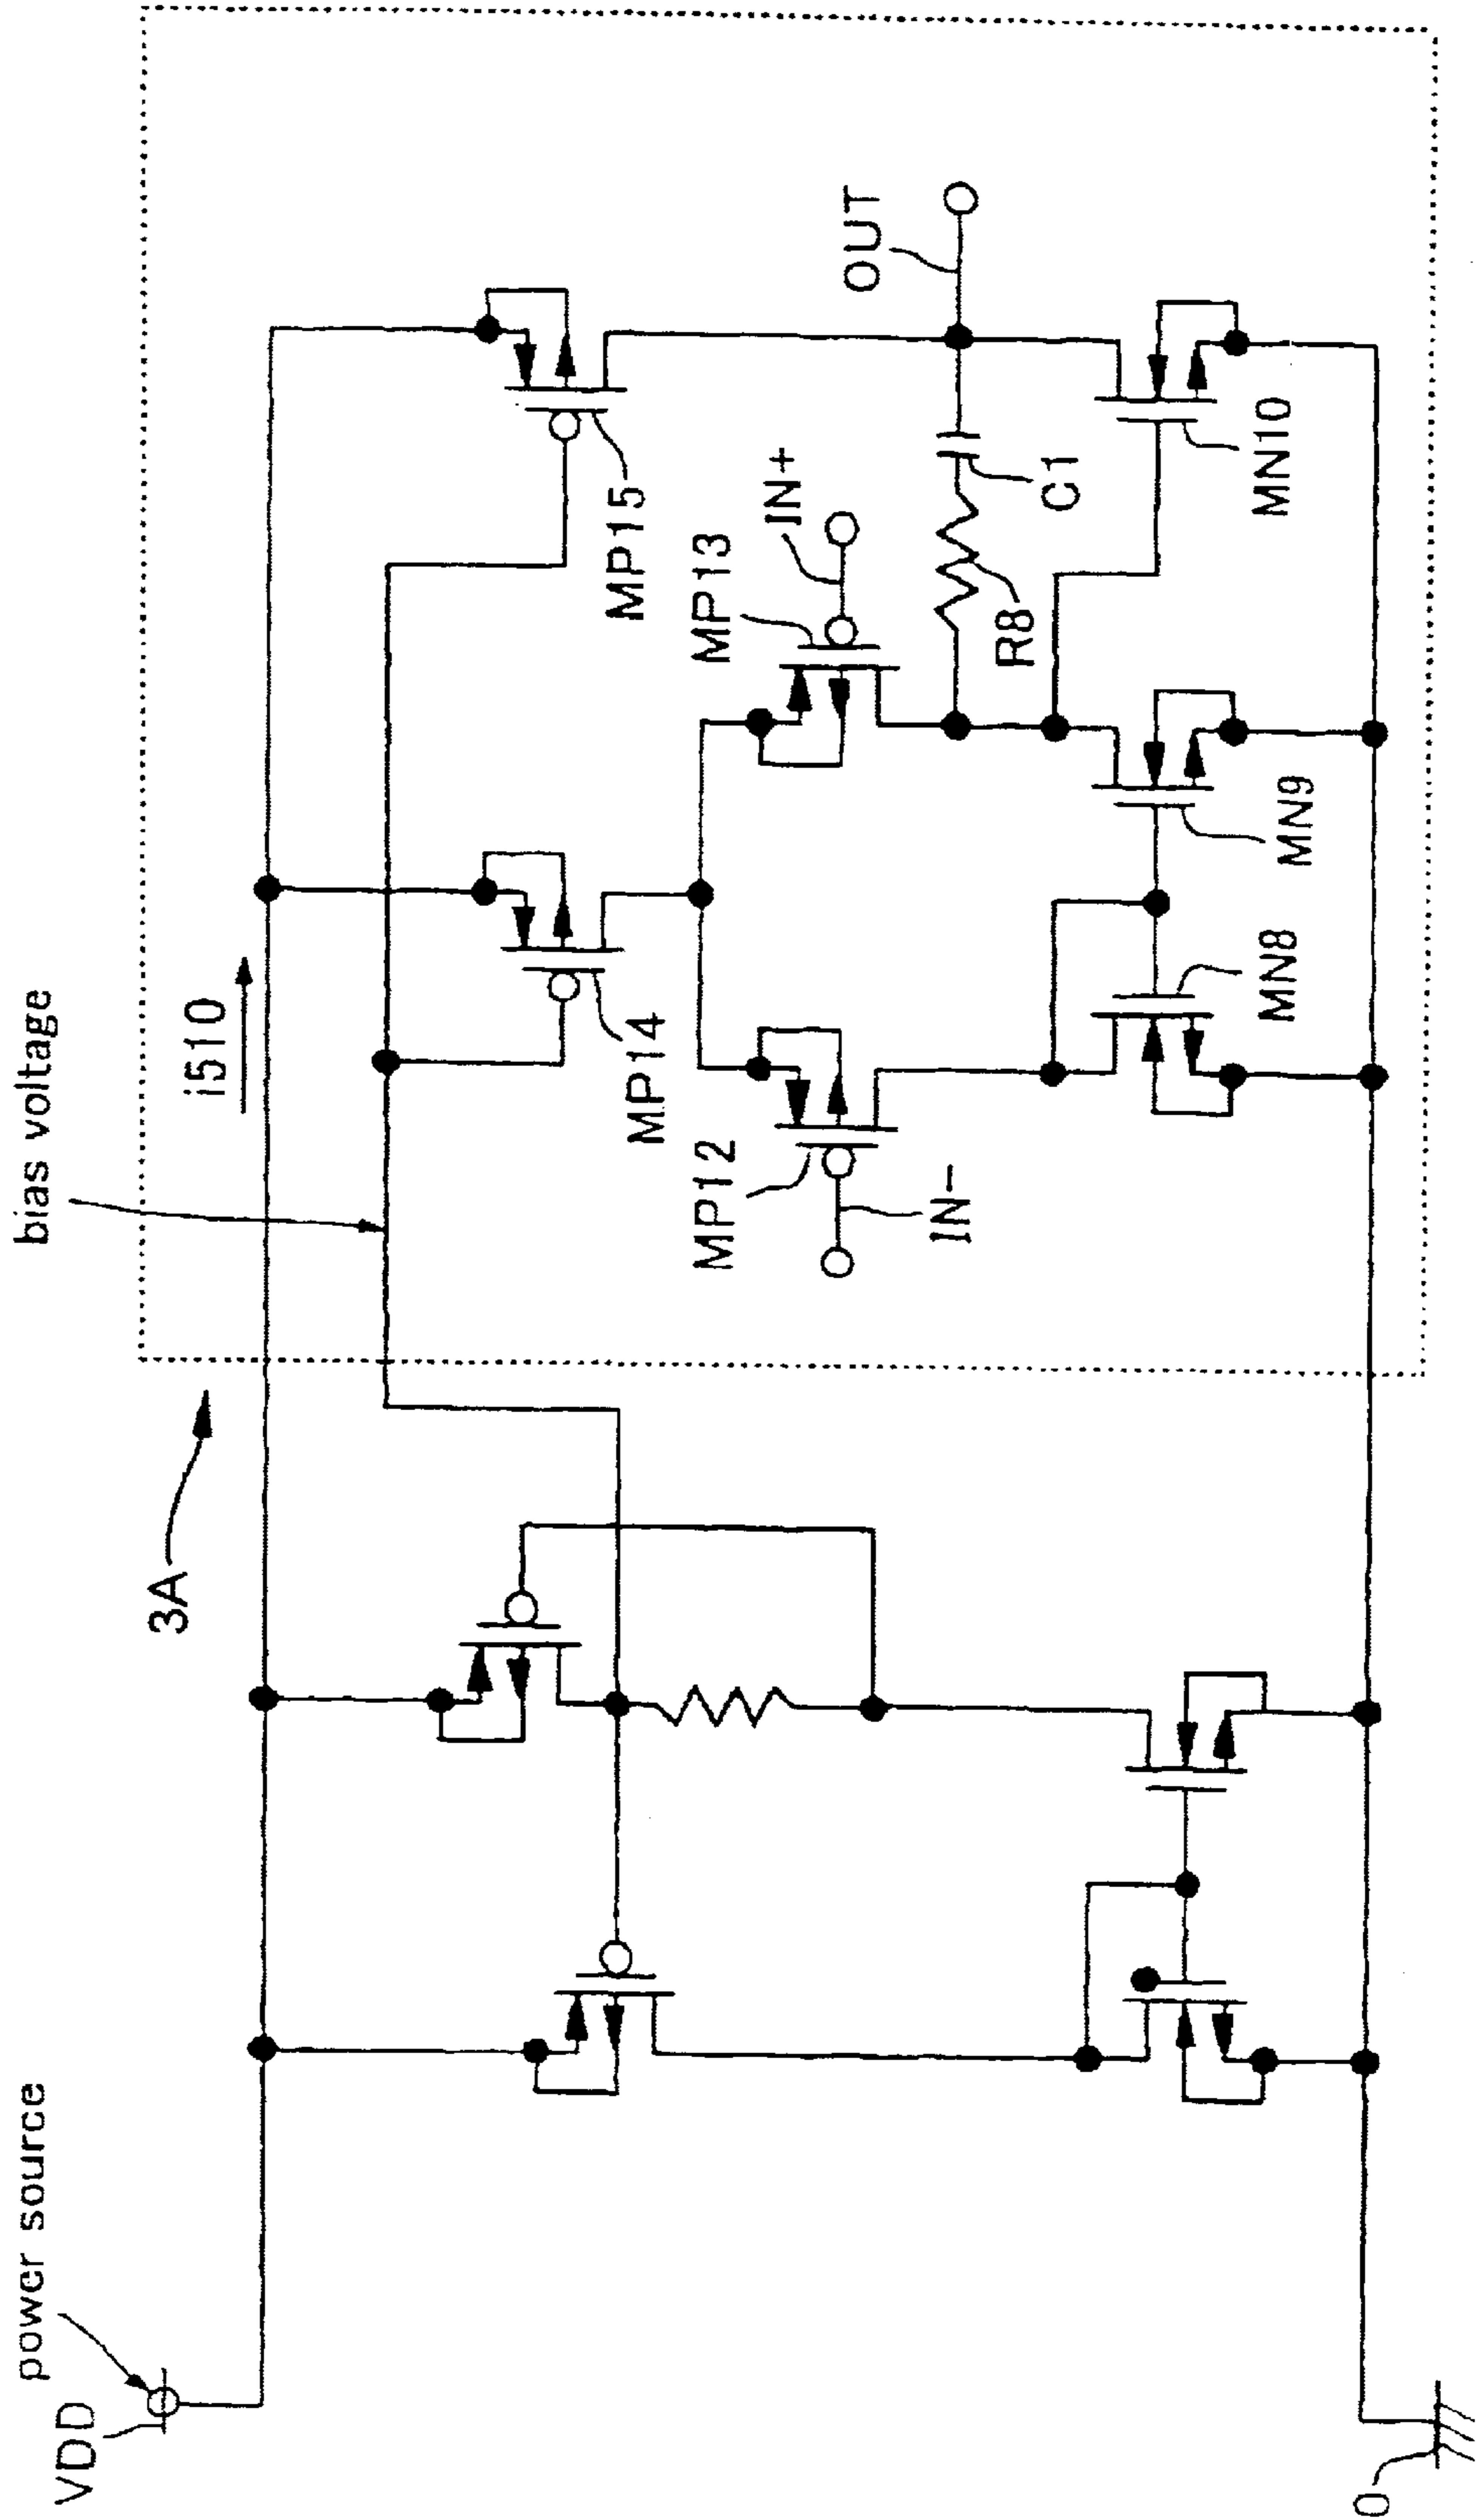 power source
VDD
bias voltage
i510
3A
MP14
MP15
MP12
MP13
IN-
IN+
OUT
C1
R8
MN8
MN9
MN10
0